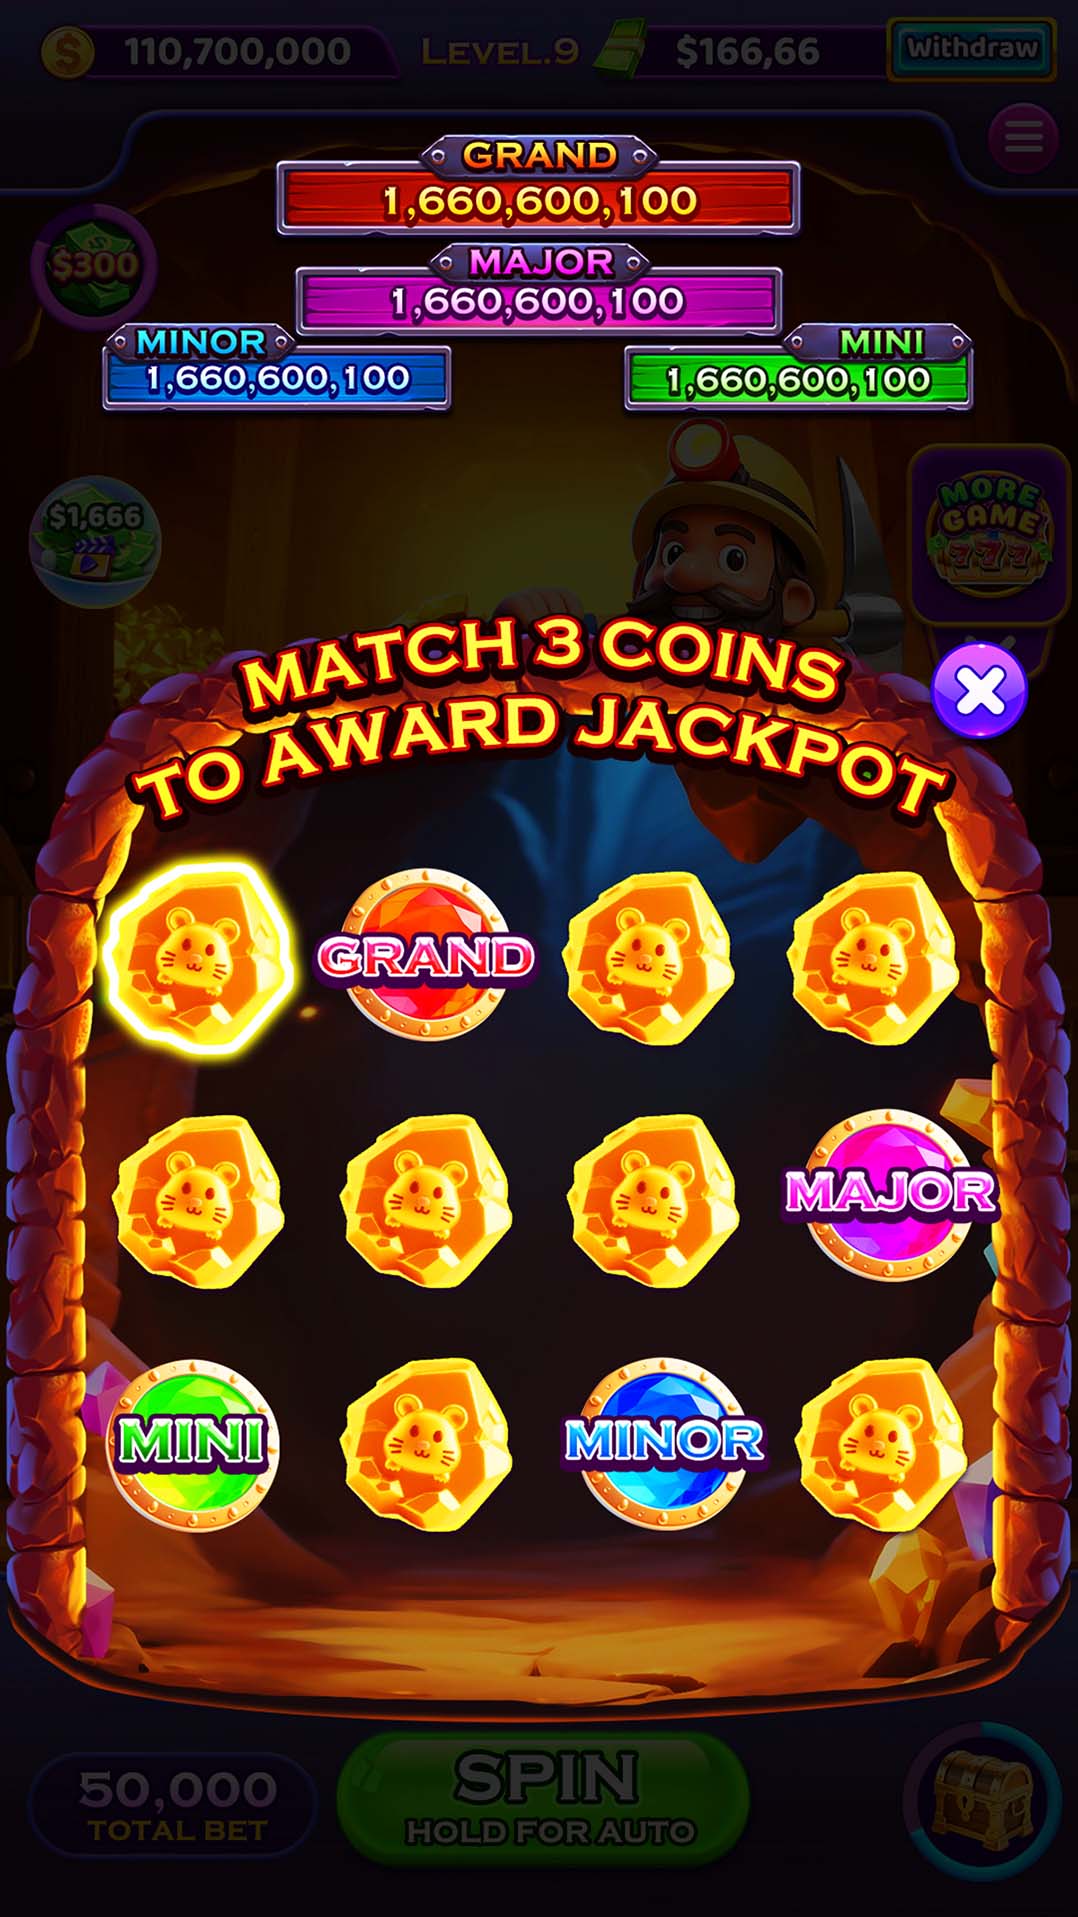 110,700,000
LEVEL.9
$166,66
Withdraw
GRAND
1,660,600,100
$300
MAJOR
1,660,600,100
MINOR
1,660,600,100
MINI
1,660,600,100
$1,666
MORE
GAME
777
MATCH 3 COINS
TO AWARD JACKPOT
GRAND
MAJOR
MINI
MINOR
50,000
TOTAL BET
SPIN
HOLD FOR AUTO